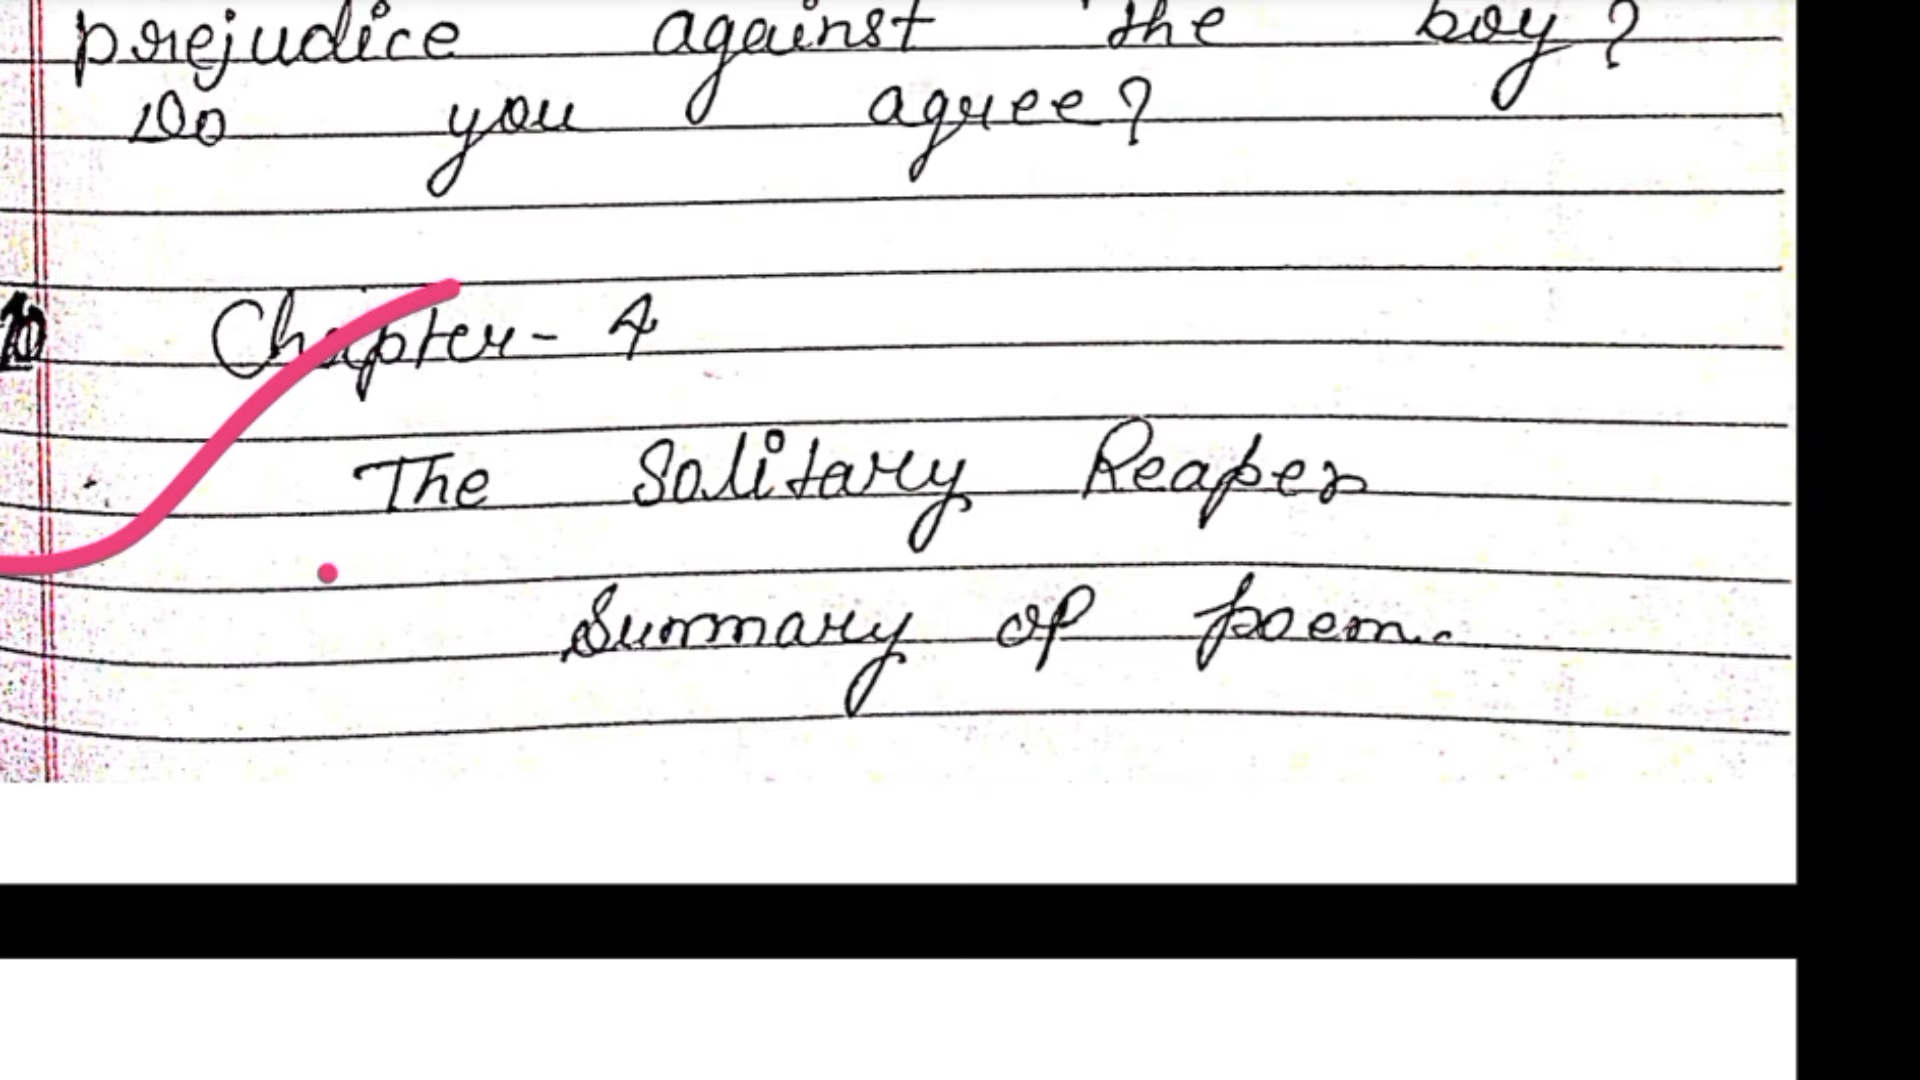 prejudice against the boy?
Do you agree?
Chapter - 4
The Solitary Reaper
Summary of poem.